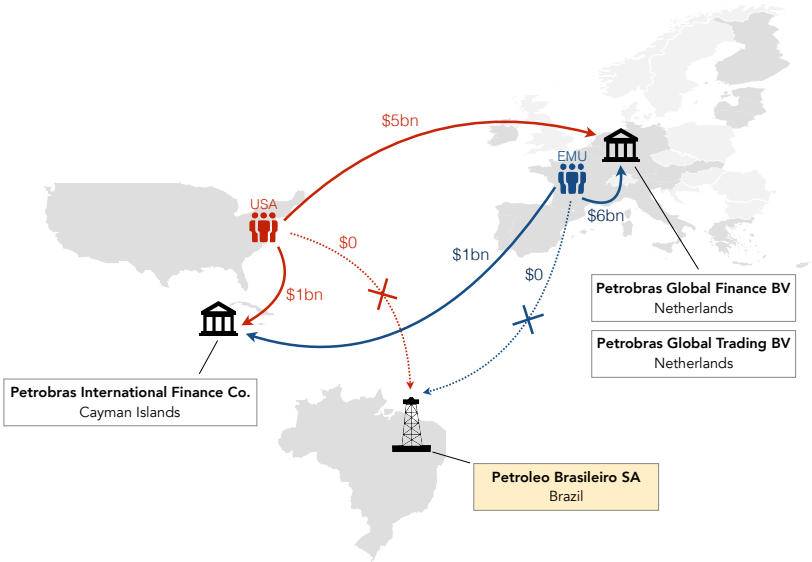 $5bn
EMU
USA
$6bn
$0
$1bn
$0
$1bn
Petrobras Global Finance BV
Netherlands
Petrobras Global Trading BV
Netherlands
Petrobras International Finance Co.
Cayman Islands
Petroleo Brasileiro SA
Brazil